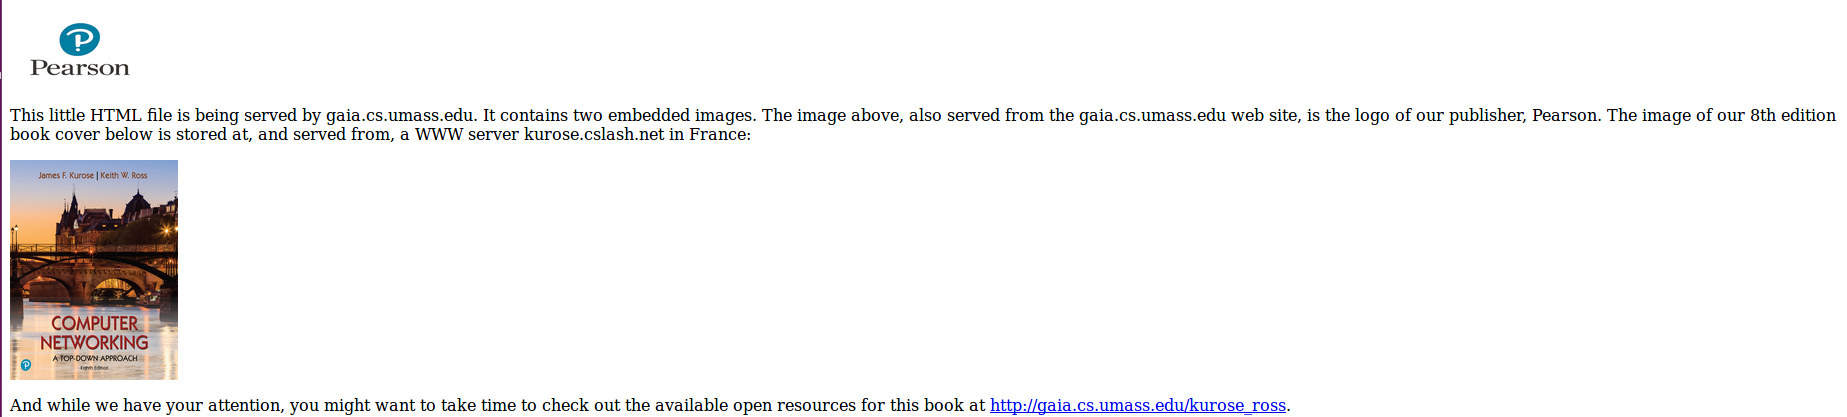 Pearson
This little HTML file is being served by gaia.cs.umass.edu. It contains two embedded images. The image above, also served from the gaia.cs.umass.edu web site, is the logo of our publisher, Pearson. The image of our 8th edition
book cover below is stored at, and served from, a WWW server kurose.cslash.net in France:
James F. Kurose | Keith W. Ross
COMPUTER
NETWORKING
A TOP-DOWN APPROACH
Eighth Edition
And while we have your attention, you might want to take time to check out the available open resources for this book at http://gaia.cs.umass.edu/kurose_ross.